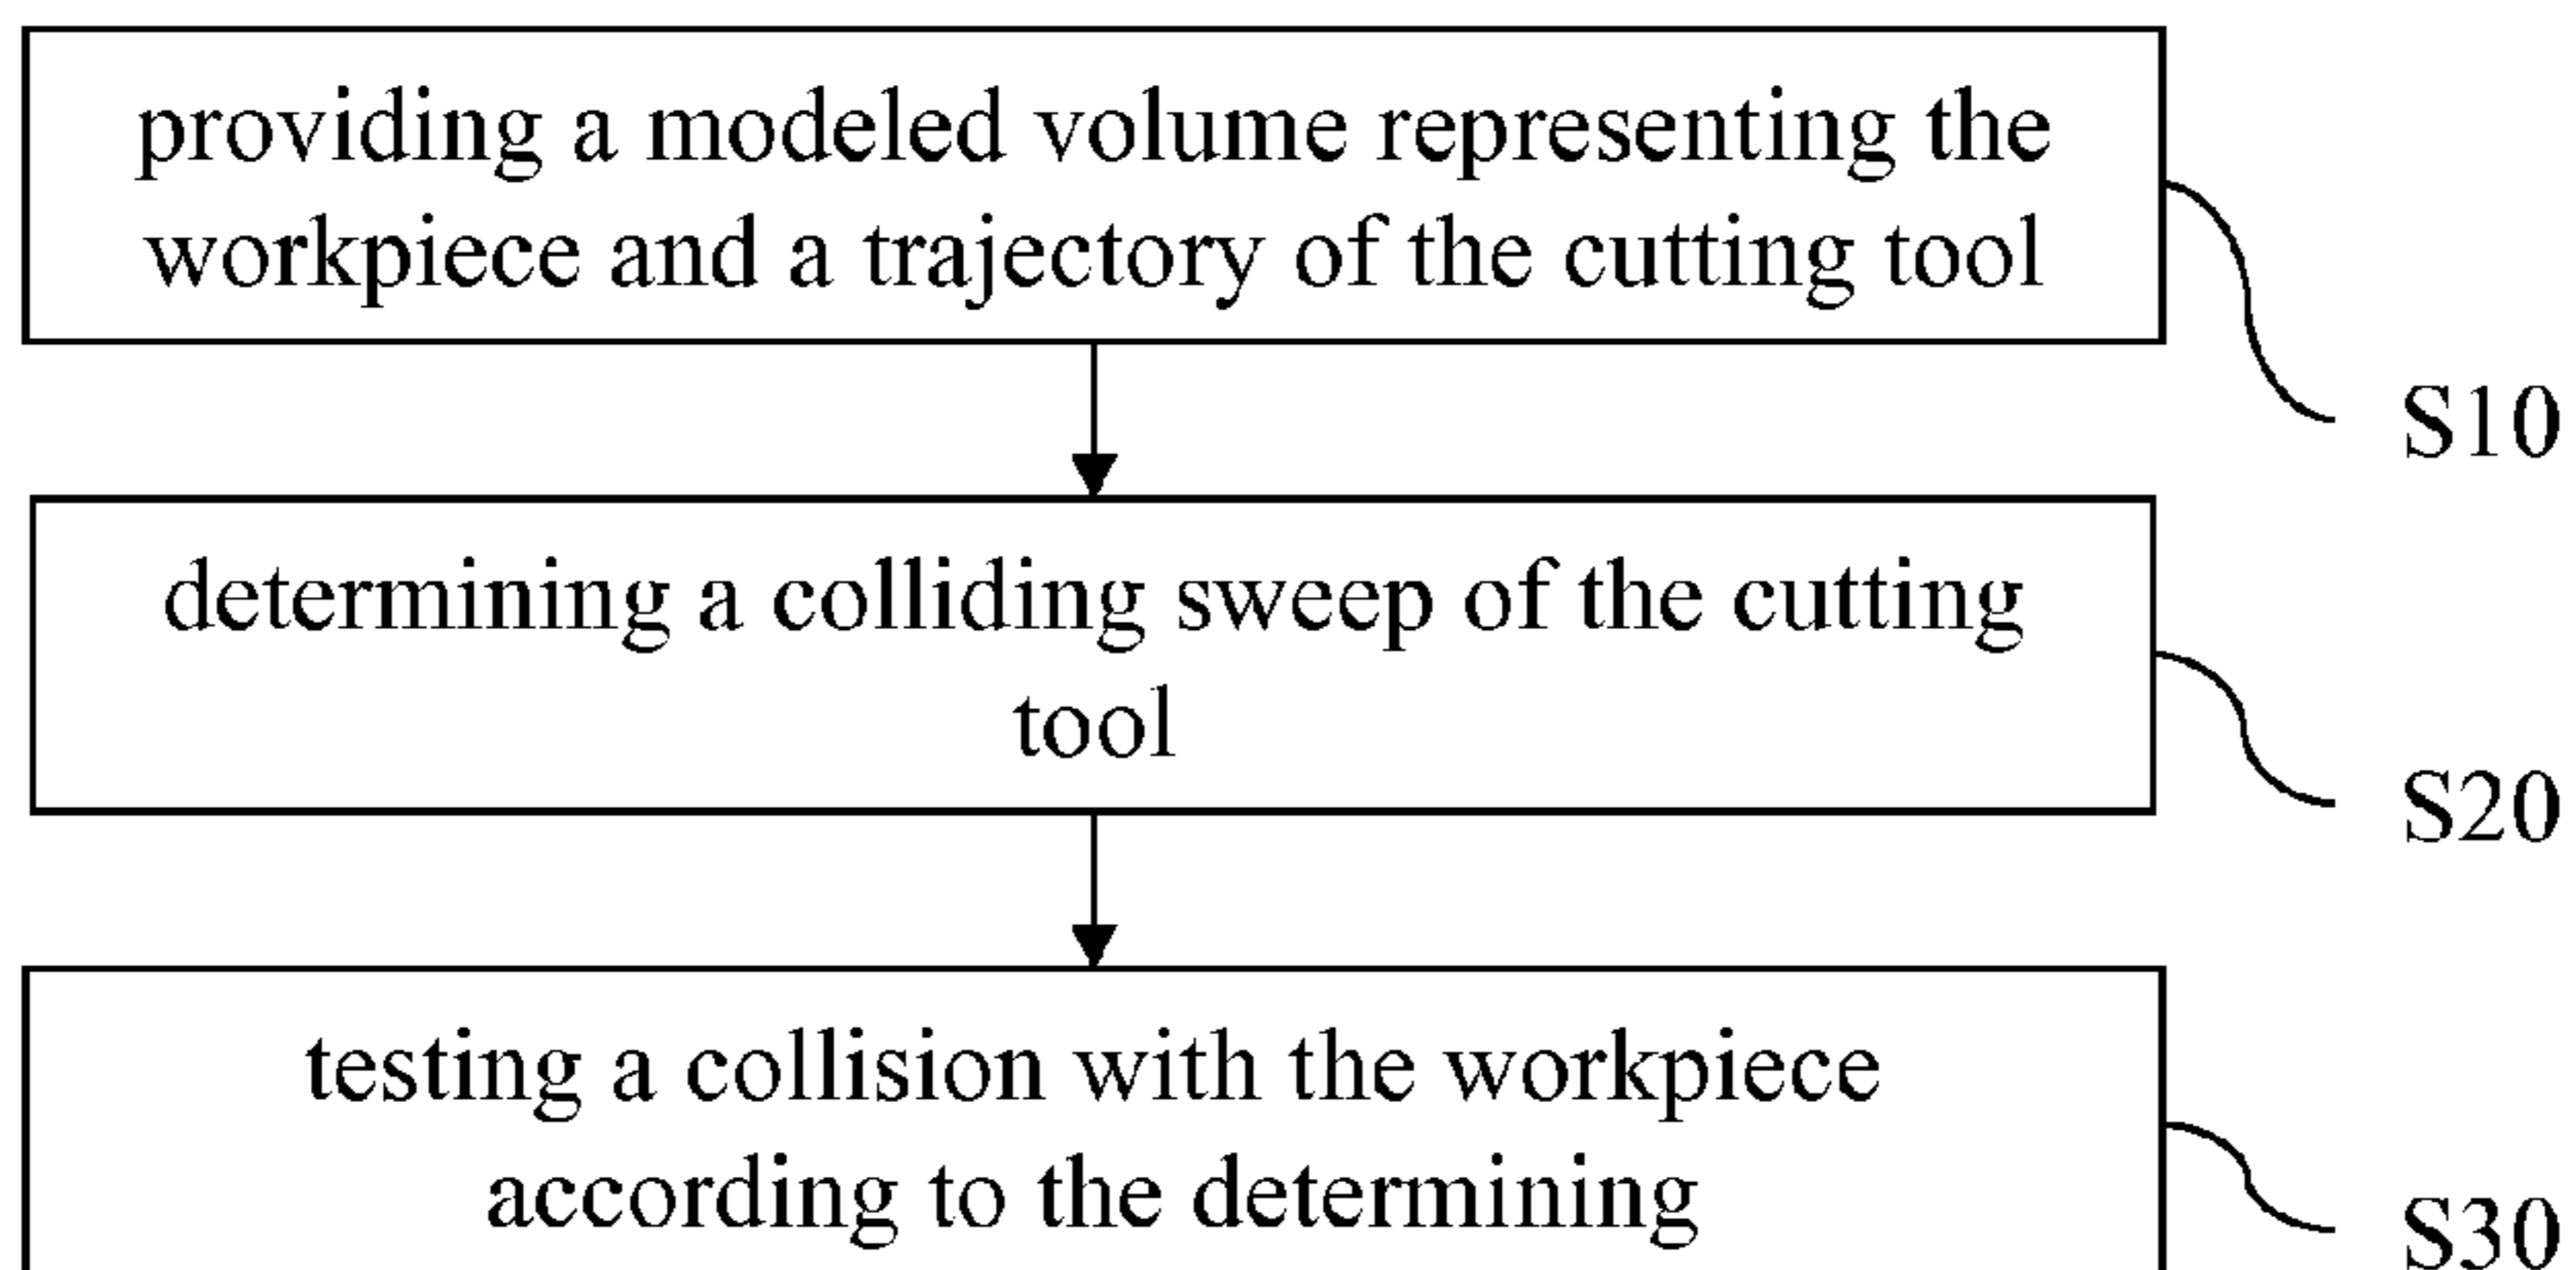 providing a modeled volume representing the
workpiece and a trajectory of the cutting tool
S10
determining a colliding sweep of the cutting
tool
S20
testing a collision with the workpiece
according to the determining
S30